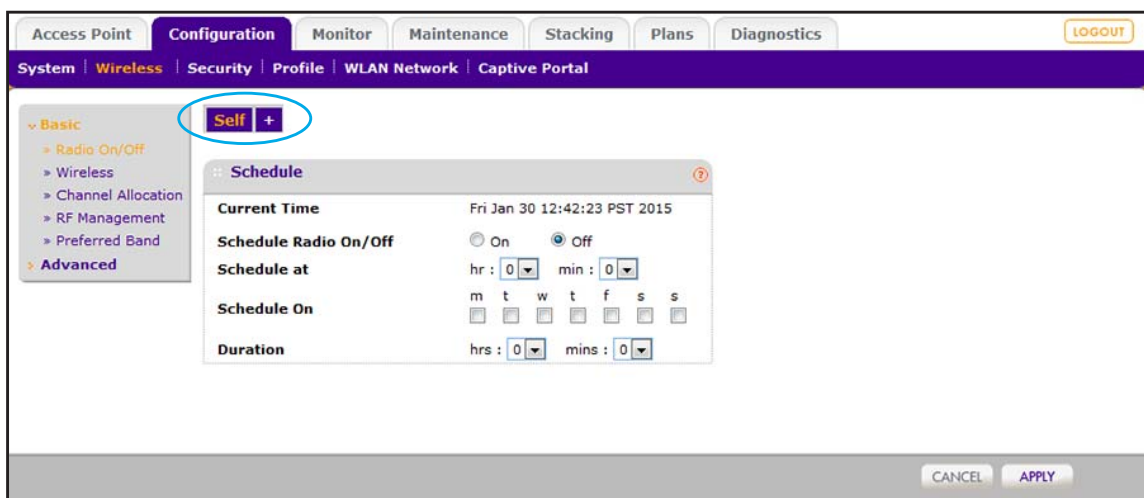 Access Point Configuration Monitor Maintenance Stacking Plans Diagnostics LOGOUT
System Wireless Security Profile WLAN Network Captive Portal
Self +
Basic
» Radio On/Off
» Wireless
» Channel Allocation
» RF Management
» Preferred Band
Advanced
Schedule ?
Current Time Fri Jan 30 12:42:23 PST 2015
Schedule Radio On/Off On Off
Schedule at hr : 0 min : 0
m t w t f s s
Schedule On
Duration hrs : 0 mins : 0
CANCEL APPLY